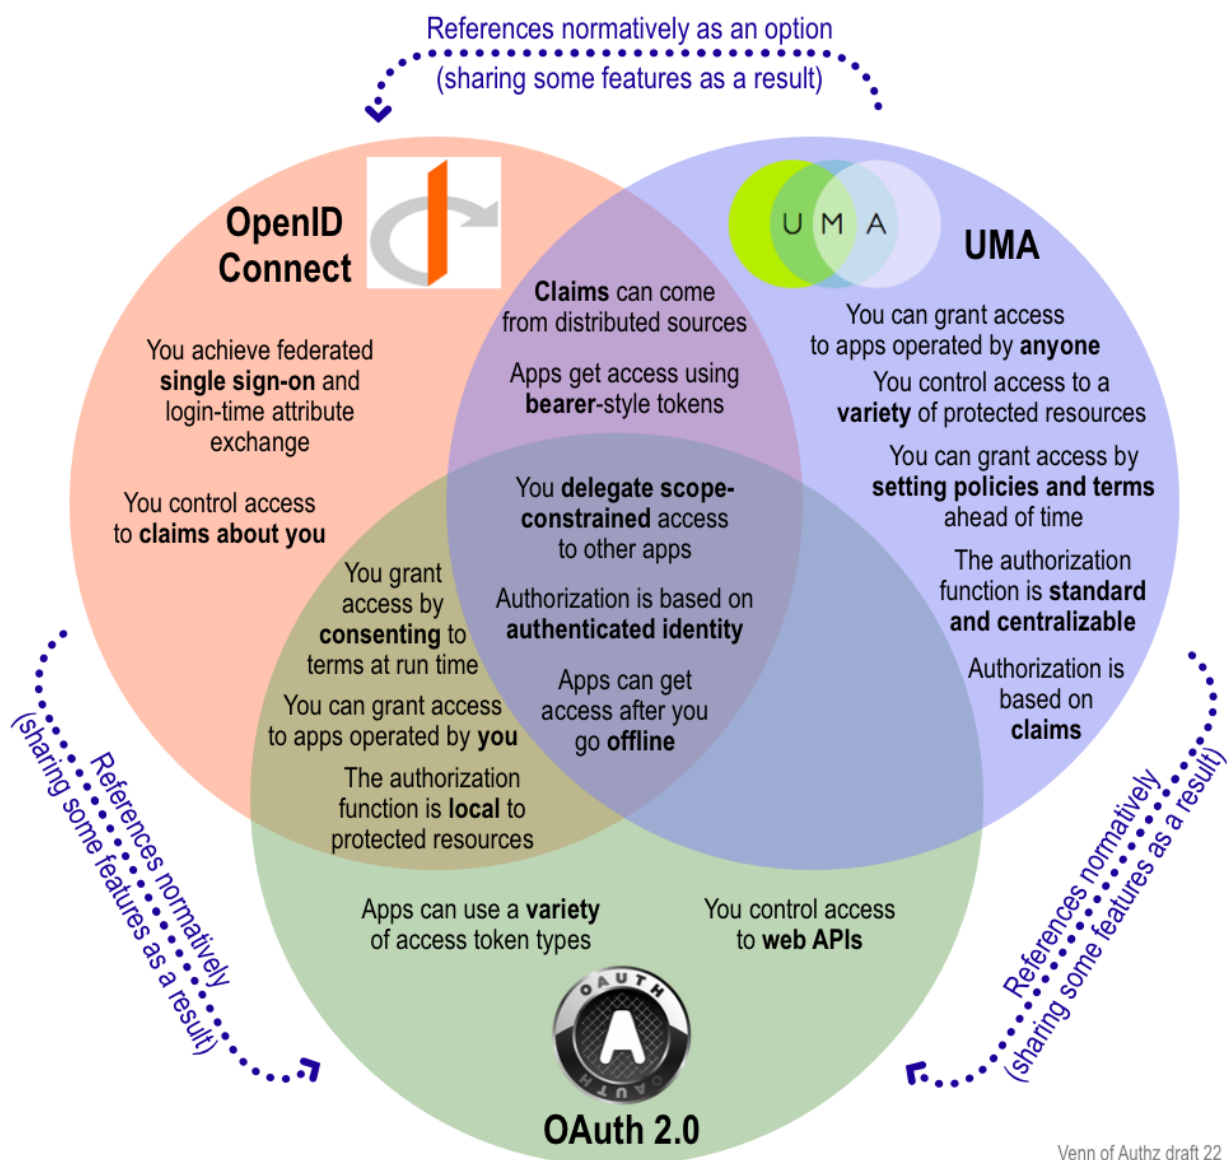 References normatively as an option
(sharing some features as a result)
OpenID
Connect
U M A
UMA
Claims can come
from distributed sources
Apps get access using
bearer-style tokens
You achieve federated
single sign-on and
login-time attribute
exchange
You control access
to claims about you
You can grant access
to apps operated by anyone
You control access to a
variety of protected resources
You can grant access by
setting policies and terms
ahead of time
The authorization
function is standard
and centralizable
Authorization is
based on
claims
You delegate scope-
constrained access
to other apps
Authorization is based on
authenticated identity
Apps can get
access after you
go offline
You grant
access by
consenting to
terms at run time
You can grant access
to apps operated by you
The authorization
function is local to
protected resources
References normatively
(sharing some features as a result)
References normatively
(sharing some features as a result)
Apps can use a variety
of access token types
You control access
to web APIs
OAUTH
A
OAUTH
OAuth 2.0
Venn of Authz draft 22